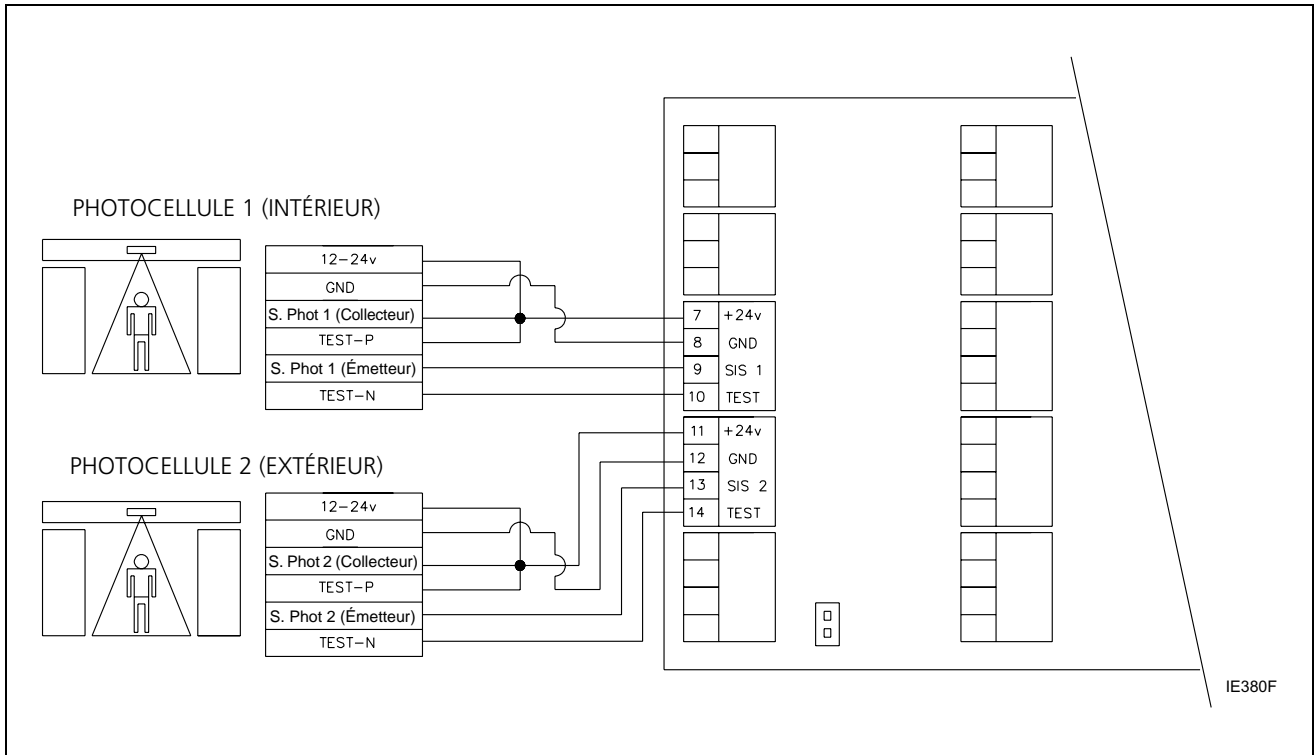 PHOTOCELLULE 1 (INTÉRIEUR)
12-24v
GND
S. Phot 1 (Collecteur)
TEST-P
S. Phot 1 (Émetteur)
TEST-N
7 +24v
8 GND
9 SIS 1
10 TEST
11 +24v
12 GND
13 SIS 2
14 TEST
PHOTOCELLULE 2 (EXTÉRIEUR)
12-24v
GND
S. Phot 2 (Collecteur)
TEST-P
S. Phot 2 (Émetteur)
TEST-N
IE380F